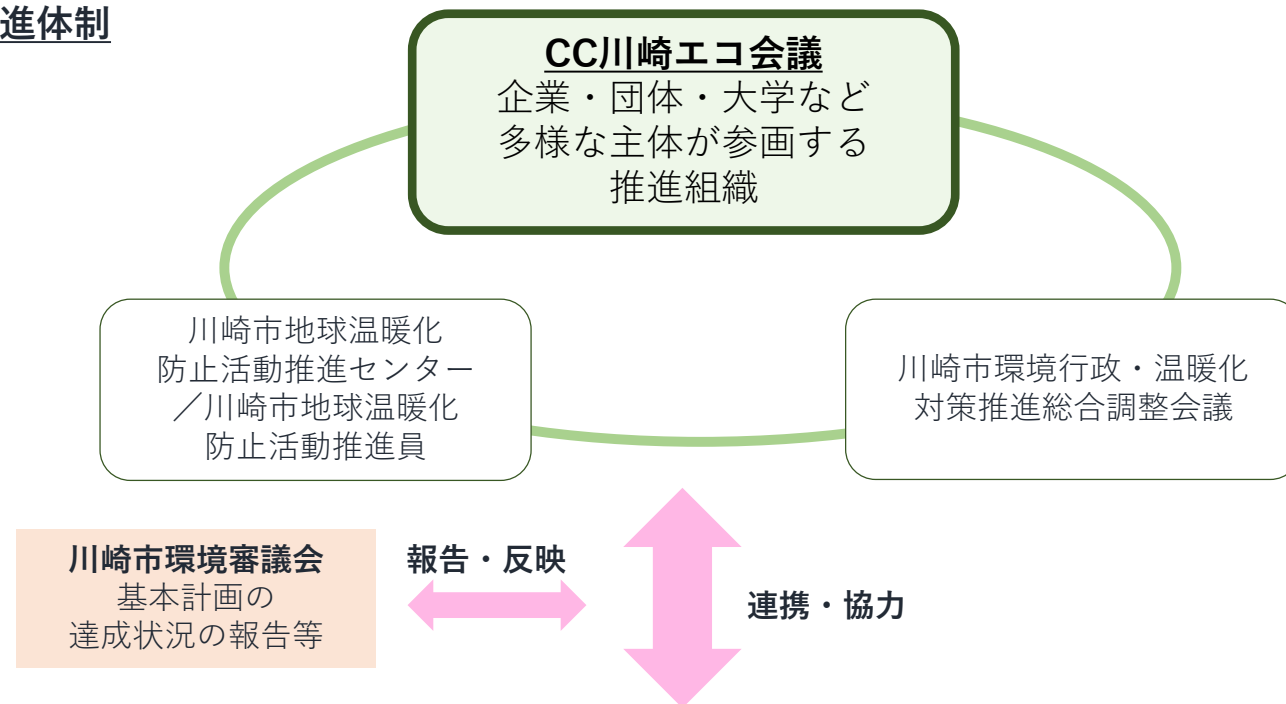 進体制
CC川崎エコ会議
企業・団体・大学など
多様な主体が参画する
推進組織
川崎市地球温暖化
防止活動推進センター
／川崎市地球温暖化
防止活動推進員
川崎市環境行政・温暖化
対策推進総合調整会議
川崎市環境審議会
基本計画の
達成状況の報告等
報告・反映
連携・協力